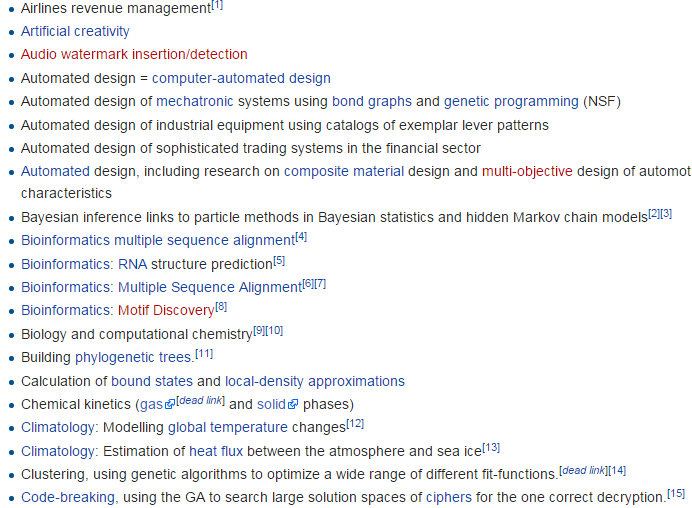 Airlines revenue management[1]
Artificial creativity
Audio watermark insertion/detection
Automated design = computer-automated design
Automated design of mechatronic systems using bond graphs and genetic programming (NSF)
Automated design of industrial equipment using catalogs of exemplar lever patterns
Automated design of sophisticated trading systems in the financial sector
Automated design, including research on composite material design and multi-objective design of automot
characteristics
Bayesian inference links to particle methods in Bayesian statistics and hidden Markov chain models[2][3]
Bioinformatics multiple sequence alignment[4]
Bioinformatics: RNA structure prediction[5]
Bioinformatics: Multiple Sequence Alignment[6][7]
Bioinformatics: Motif Discovery[8]
Biology and computational chemistry[9][10]
Building phylogenetic trees.[11]
Calculation of bound states and local-density approximations
Chemical kinetics (gas[dead link] and solid phases)
Climatology: Modelling global temperature changes[12]
Climatology: Estimation of heat flux between the atmosphere and sea ice[13]
Clustering, using genetic algorithms to optimize a wide range of different fit-functions.[dead link][14]
Code-breaking, using the GA to search large solution spaces of ciphers for the one correct decryption.[15]